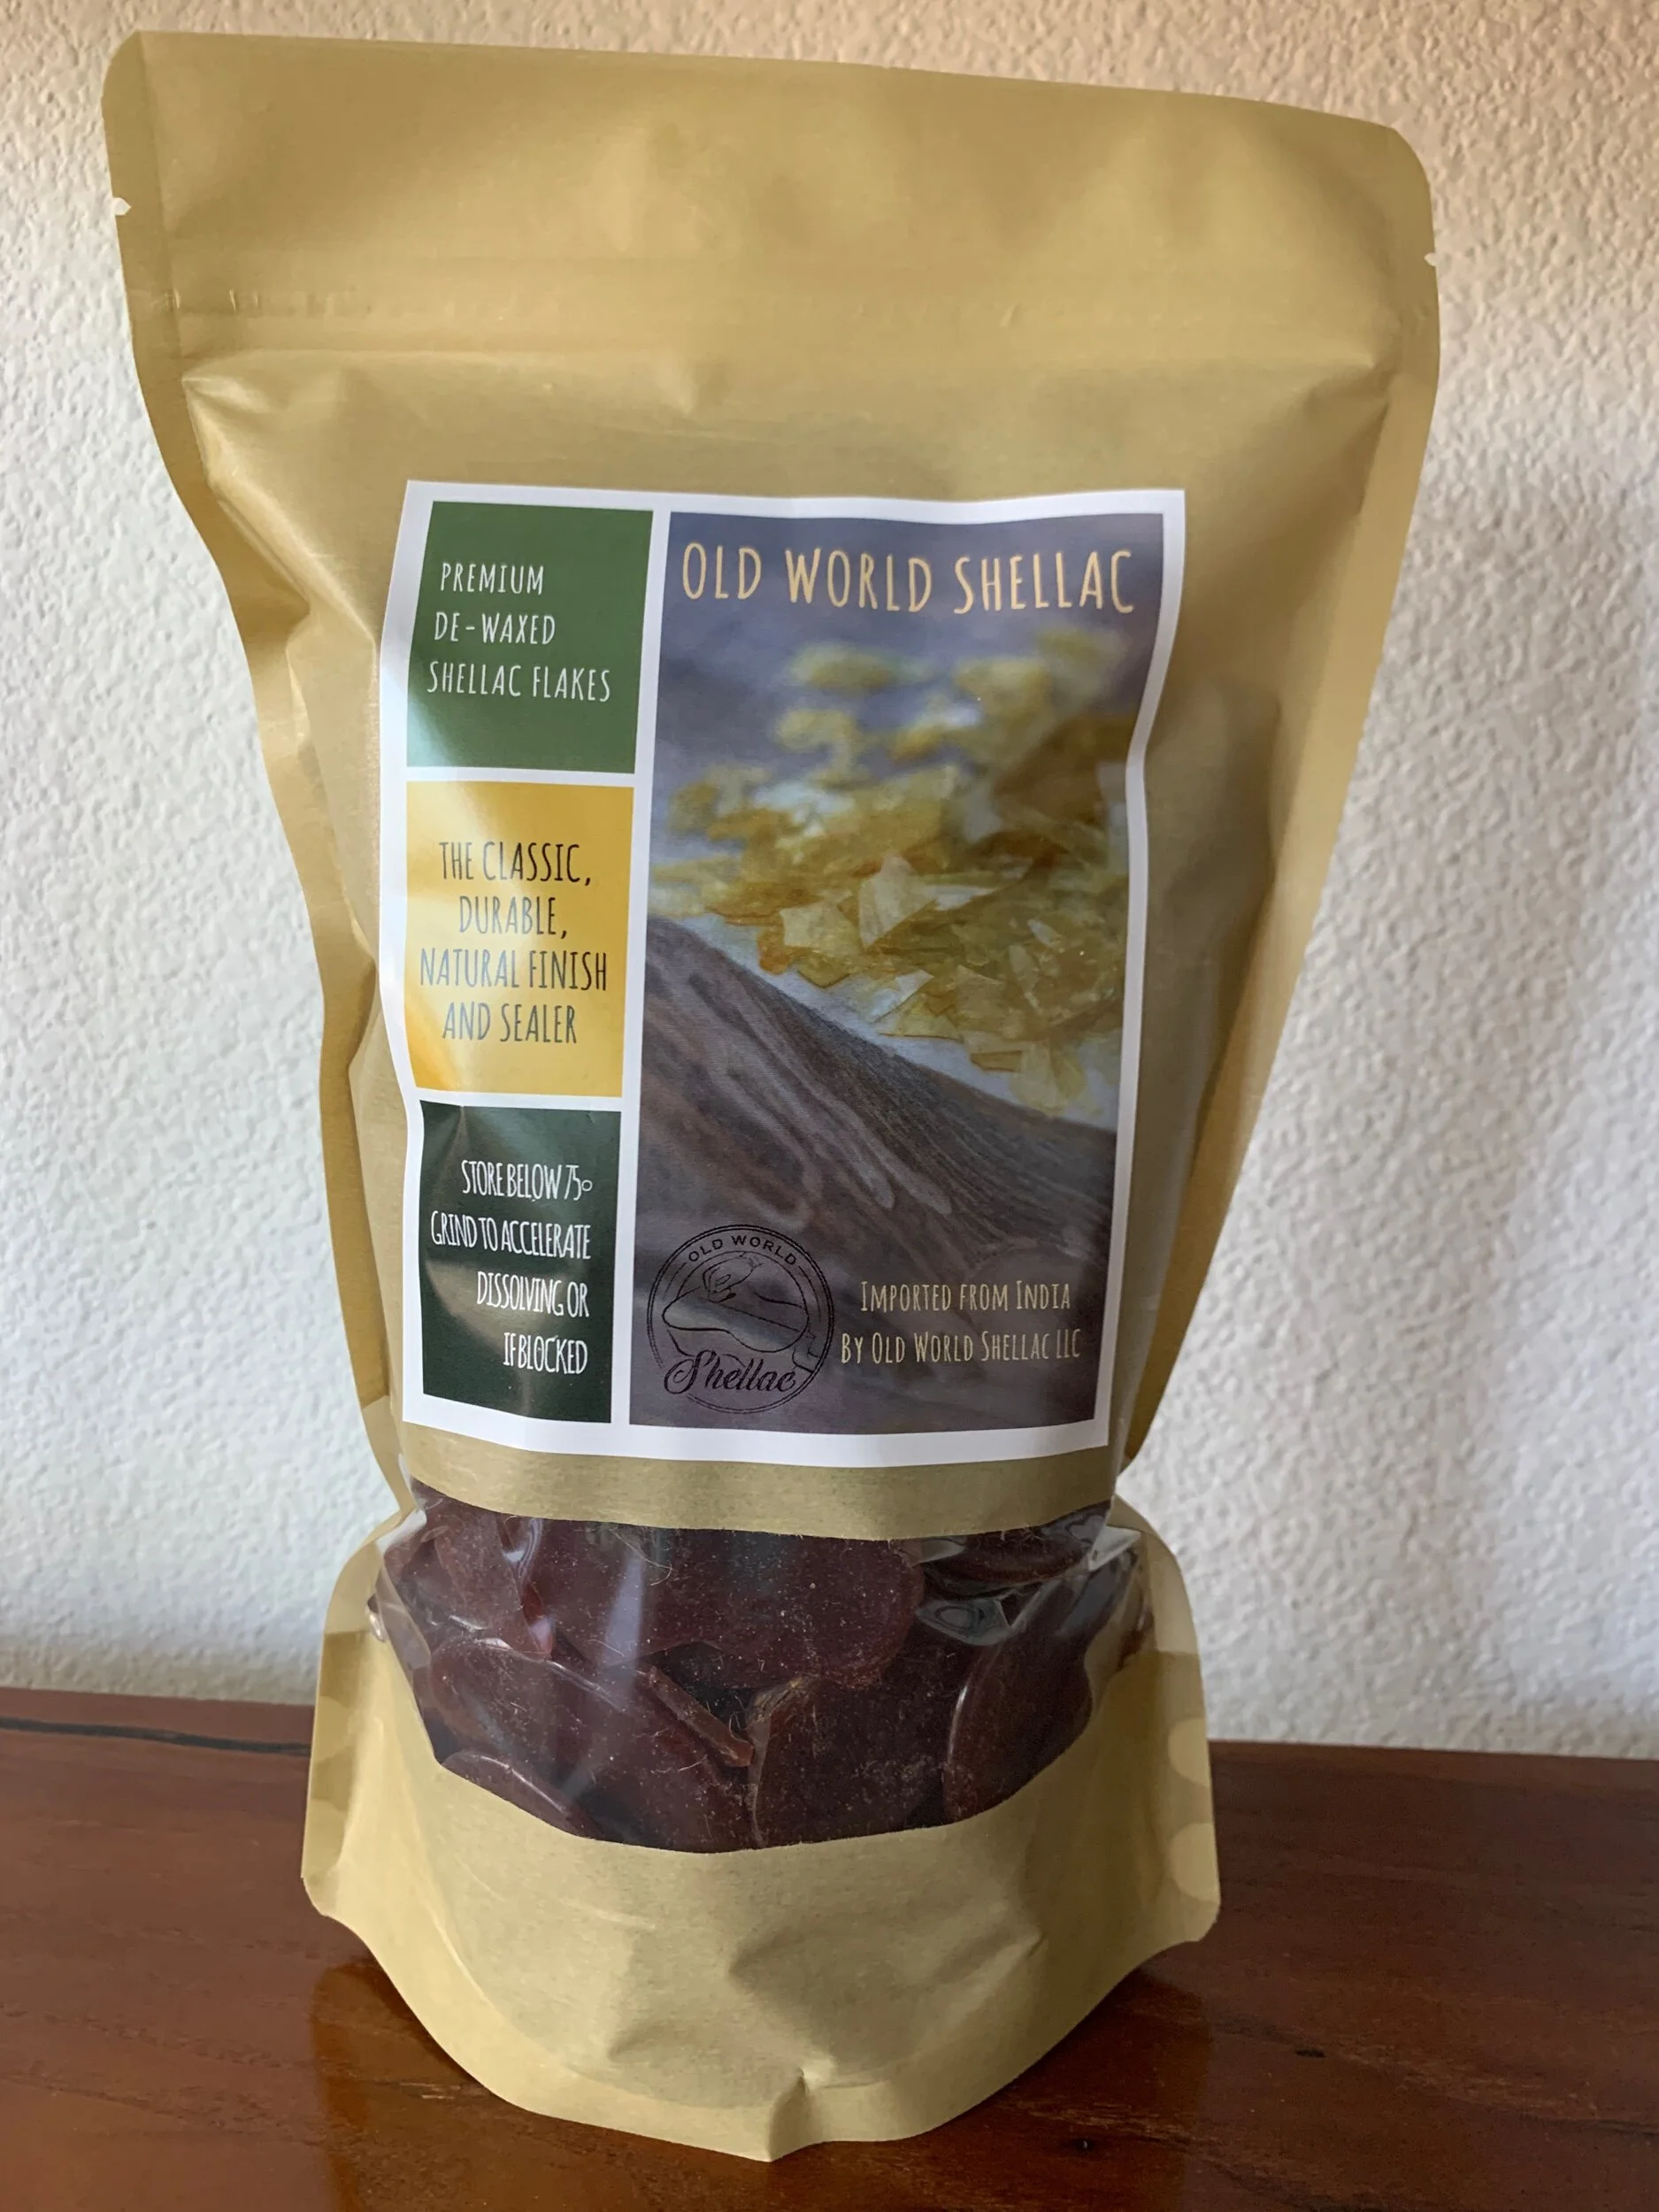 PREMIUM
DE-WAXED
SHELLAC FLAKES
THE CLASSIC,
DURABLE,
NATURAL FINISH
AND SEALER
STORE BELOW 75°
GRIND TO ACCELERATE
DISSOLVING OR
IF BLOCKED
OLD WORLD SHELLAC
OLD WORLD
Shellac
IMPORTED FROM INDIA
BY OLD WORLD SHELLAC LLC